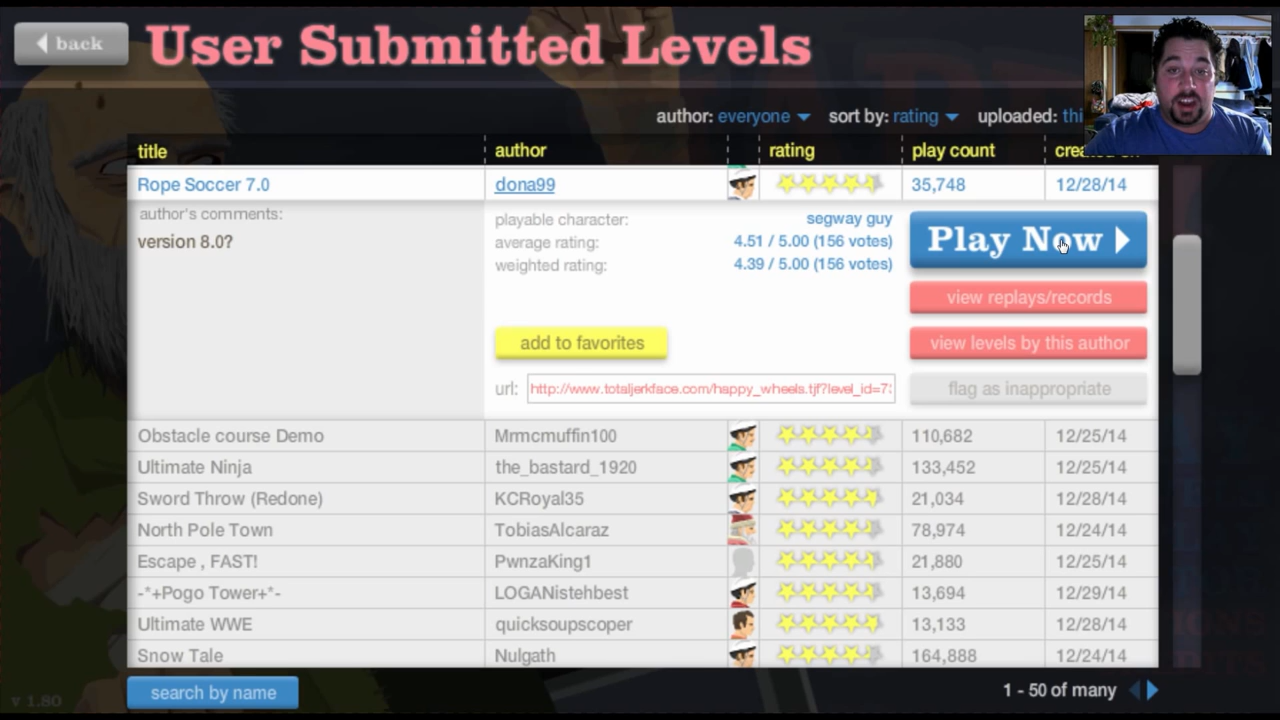 back
User Submitted Levels
author: everyone sort by: rating uploaded: thi
title author rating play count
Rope Soccer 7.0 dona99 35,748 12/28/14
author's comments:
version 8.0?
playable character: segway guy
average rating: 4.51 / 5.00 (156 votes)
weighted rating: 4.39 / 5.00 (156 votes)
Play Now
view replays/records
add to favorites
view levels by this author
url: http://www.totaljerkface.com/happy_wheels.tjf?level_id=7
flag as inappropriate
Obstacle course Demo Mrmcmuffin100 110,682 12/25/14
Ultimate Ninja the_bastard_1920 133,452 12/25/14
Sword Throw (Redone) KCRoyal35 21,034 12/28/14
North Pole Town TobiasAlcaraz 78,974 12/24/14
Escape , FAST! PwnzaKing1 21,880 12/25/14
-*+Pogo Tower+*- LOGANistehbest 13,694 12/29/14
Ultimate WWE quicksoupscoper 13,133 12/28/14
Snow Tale Nulgath 164,888 12/24/14
search by name
1 - 50 of many
v 1.80